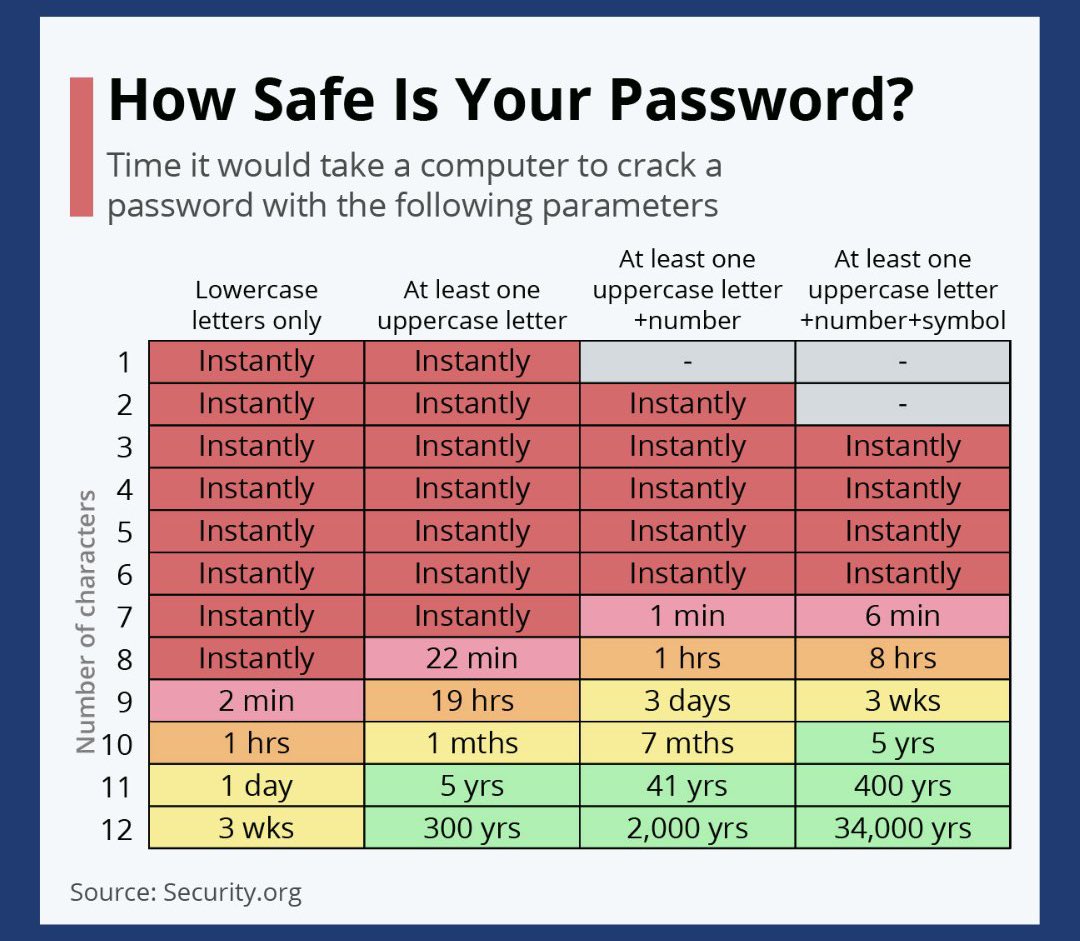 How Safe Is Your Password?
Time it would take a computer to crack a
password with the following parameters
Lowercase
letters only
At least one
uppercase letter
At least one
uppercase letter
+number
At least one
uppercase letter
+number+symbol
Number of characters
1 Instantly Instantly - -
2 Instantly Instantly Instantly -
3 Instantly Instantly Instantly Instantly
4 Instantly Instantly Instantly Instantly
5 Instantly Instantly Instantly Instantly
6 Instantly Instantly Instantly Instantly
7 Instantly Instantly 1 min 6 min
8 Instantly 22 min 1 hrs 8 hrs
9 2 min 19 hrs 3 days 3 wks
10 1 hrs 1 mths 7 mths 5 yrs
11 1 day 5 yrs 41 yrs 400 yrs
12 3 wks 300 yrs 2,000 yrs 34,000 yrs
Source: Security.org